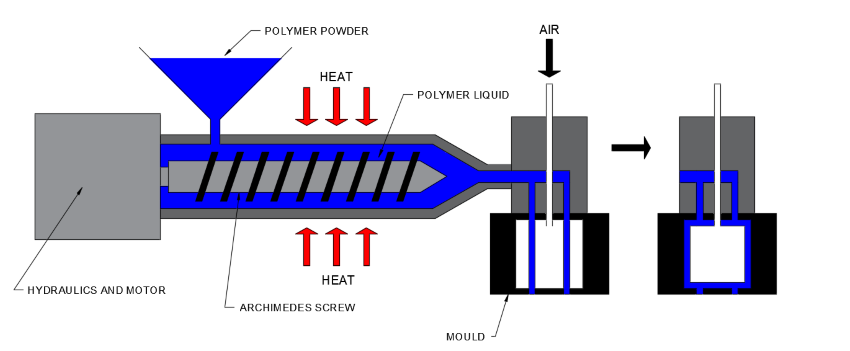 POLYMER POWDER
AIR
HEAT
POLYMER LIQUID
HEAT
HYDRAULICS AND MOTOR
ARCHIMEDES SCREW
MOULD